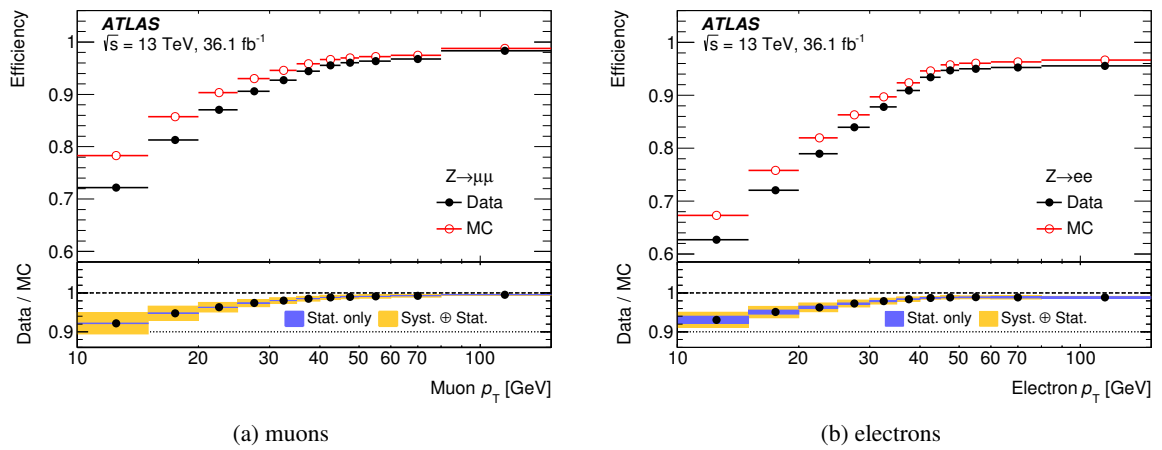 ATLAS
√s = 13 TeV, 36.1 fb-1
Efficiency
1
0.9
0.8
0.7
0.6
Z→μμ
Data
MC
Data / MC
1
0.9
Stat. only
Syst. ⊕ Stat.
10 20 30 40 50 60 70 100
Muon pT [GeV]
(a) muons
ATLAS
√s = 13 TeV, 36.1 fb-1
Efficiency
1
0.9
0.8
0.7
0.6
Z→ee
Data
MC
Data / MC
1
0.9
Stat. only
Syst. ⊕ Stat.
10 20 30 40 50 60 70 100
Electron pT [GeV]
(b) electrons